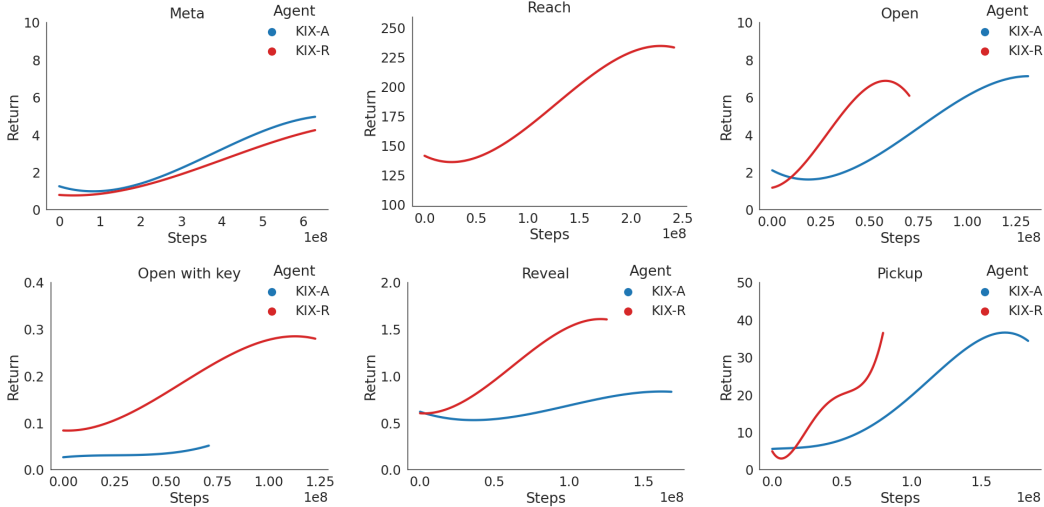 Meta
Agent
KIX-A
KIX-R
Return
10
8
6
4
2
0
0 1 2 3 4 5 6
Steps
1e8
Reach
Return
250
225
200
175
150
125
100
0.0 0.5 1.0 1.5 2.0 2.5
Steps
1e8
Open
Agent
KIX-A
KIX-R
Return
10
8
6
4
2
0
0.00 0.25 0.50 0.75 1.00 1.25
Steps
1e8
Open with key
Agent
KIX-A
KIX-R
Return
0.4
0.3
0.2
0.1
0.0
0.00 0.25 0.50 0.75 1.00 1.25
Steps
1e8
Reveal
Agent
KIX-A
KIX-R
Return
2.0
1.5
1.0
0.5
0.0
0.0 0.5 1.0 1.5
Steps
1e8
Pickup
Agent
KIX-A
KIX-R
Return
50
40
30
20
10
0
0.0 0.5 1.0 1.5
Steps
1e8